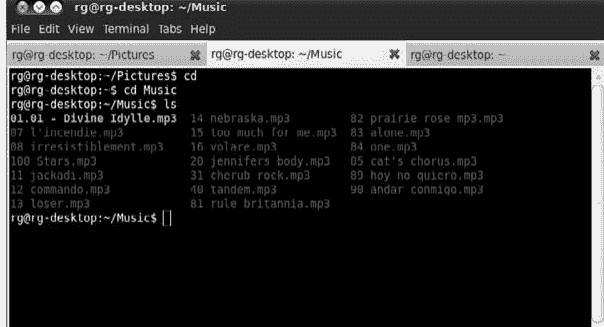 rg@rg-desktop: ~/Music
File Edit View Terminal Tabs Help
rg@rg-desktop: ~/Pictures rg@rg-desktop: ~/Music rg@rg-desktop: ~
rg@rg-desktop:~/Pictures$ cd
rg@rg-desktop:~$ cd Music
rg@rg-desktop:~/Music$ ls
01.01 - Divine Idylle.mp3 14 nebraska.mp3 82 prairie rose mp3.mp3
07 l'incendie.mp3 15 too much for me.mp3 83 alone.mp3
08 irresistiblement.mp3 16 volare.mp3 84 one.mp3
100 Stars.mp3 20 jennifers body.mp3 85 cat's chorus.mp3
11 jackadi.mp3 31 cherub rock.mp3 89 hoy no quiero.mp3
12 commando.mp3 40 tandem.mp3 90 andar conmigo.mp3
13 loser.mp3 81 rule britannia.mp3
rg@rg-desktop:~/Music$